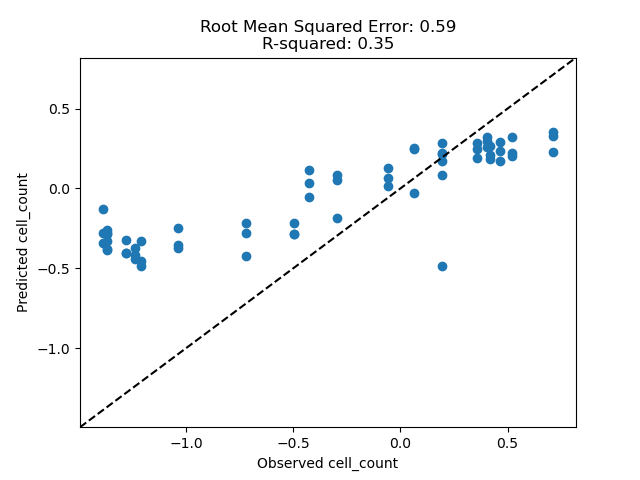 Root Mean Squared Error: 0.59
R-squared: 0.35
0.5
0.0
−0.5
−1.0
Predicted cell_count
−1.0
−0.5
0.0
0.5
Observed cell_count